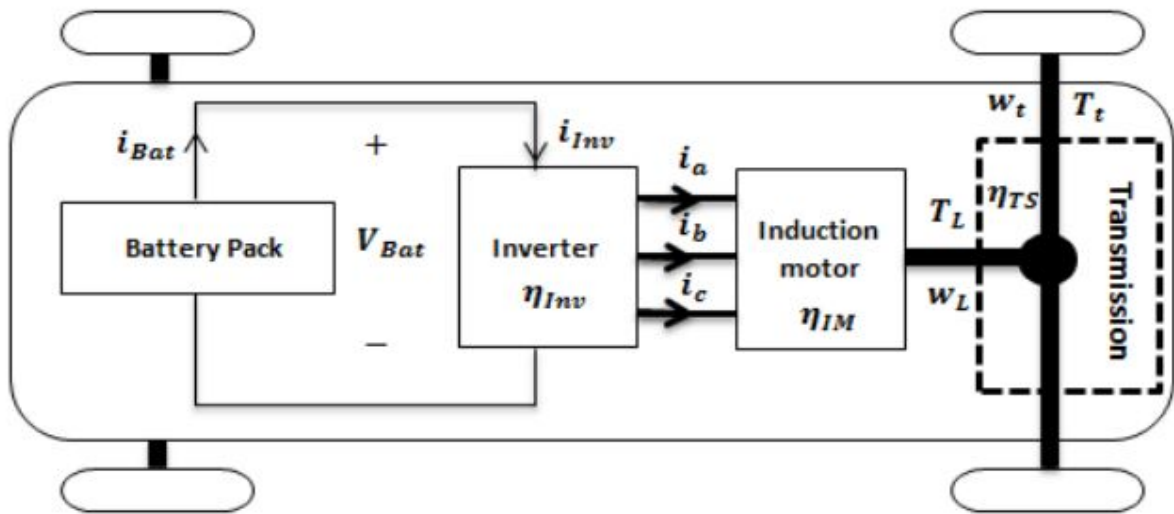 w_t T_t
i_Bat
+
i_Inv
i_a
Battery Pack
V_Bat
Inverter
η_Inv
i_b
i_c
Induction
motor
η_IM
T_L
w_L
η_TS
Transmission
−